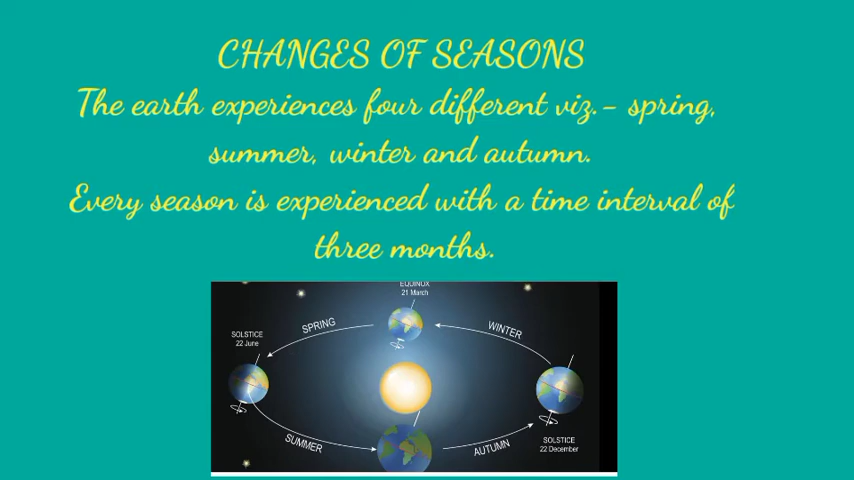 CHANGES OF SEASONS
The earth experiences four different viz.- spring,
summer, winter and autumn.
Every season is experienced with a time interval of
three months.
EQUINOX
21 March
SPRING
WINTER
SOLSTICE
22 June
SUMMER
AUTUMN
SOLSTICE
22 December